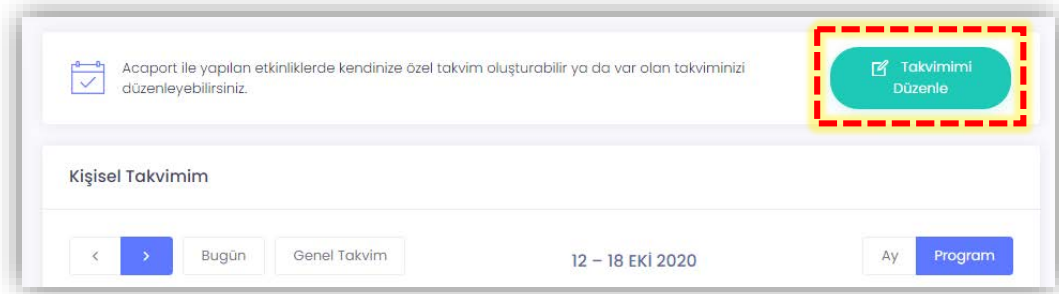 Acaport ile yapılan etkinliklerde kendinize özel takvim oluşturabilir ya da var olan takviminizi
düzenleyebilirsiniz.
Takvimimi
Düzenle
Kişisel Takvimim
< > Bugün Genel Takvim 12 – 18 EKİ 2020 Ay Program